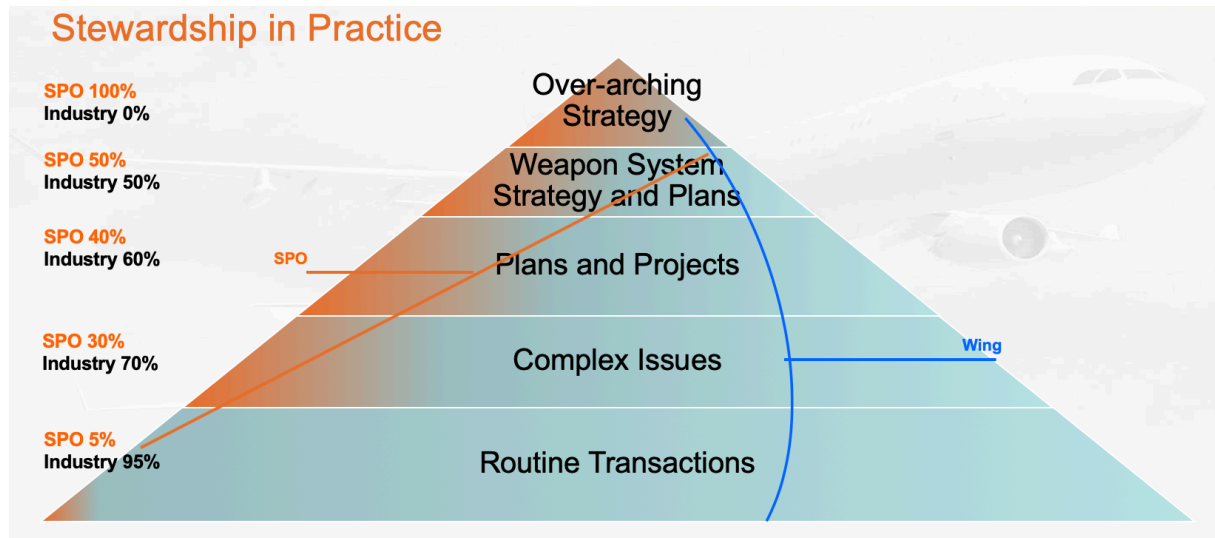 Stewardship in Practice
SPO 100%
Industry 0%
Over-arching
Strategy
SPO 50%
Industry 50%
Weapon System
Strategy and Plans
SPO 40%
Industry 60%
SPO
Plans and Projects
SPO 30%
Industry 70%
Complex Issues
Wing
SPO 5%
Industry 95%
Routine Transactions